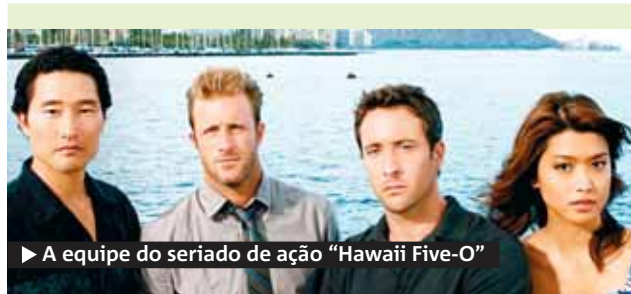 ▶ A equipe do seriado de ação “Hawaii Five-O”